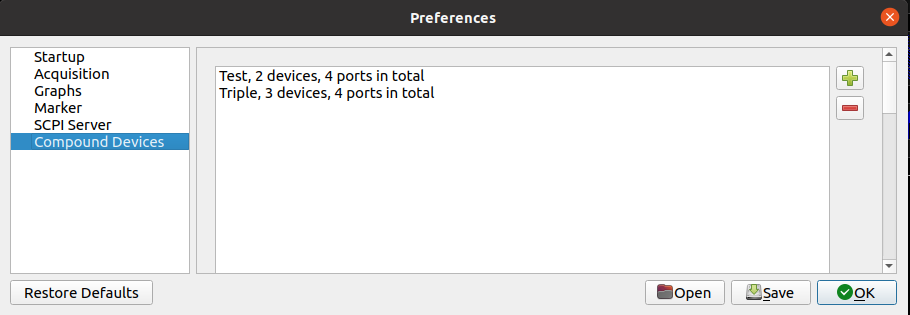 Preferences
Startup
Acquisition
Graphs
Marker
SCPI Server
Compound Devices
Test, 2 devices, 4 ports in total
Triple, 3 devices, 4 ports in total
Restore Defaults
Open
Save
OK